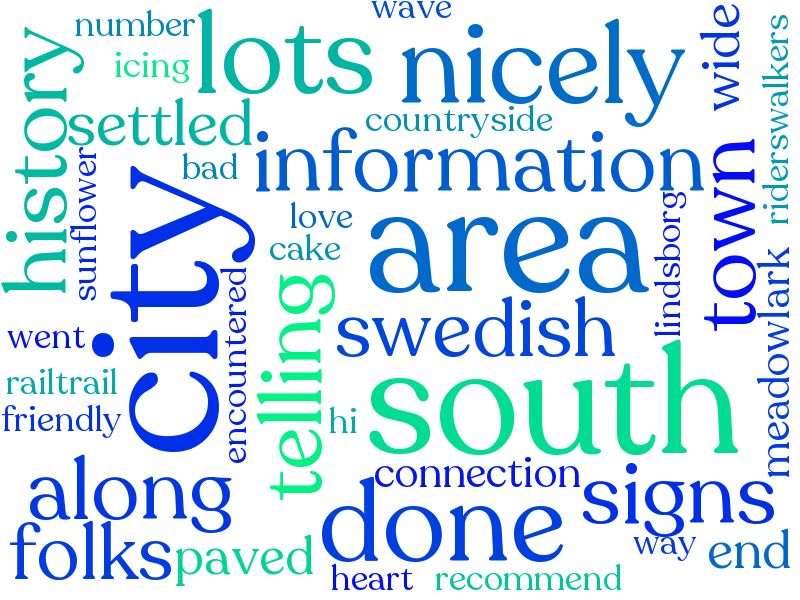 wave
number
lots
nicely
wide
icing
history
settled
countryside
riderswalkers
bad
information
sunflower
city
love
area
lindsborg
town
cake
meadowlark
encountered
telling
swedish
went
south
railtrail
friendly
hi
connection
along
done
signs
folks
paved
way
end
heart
recommend